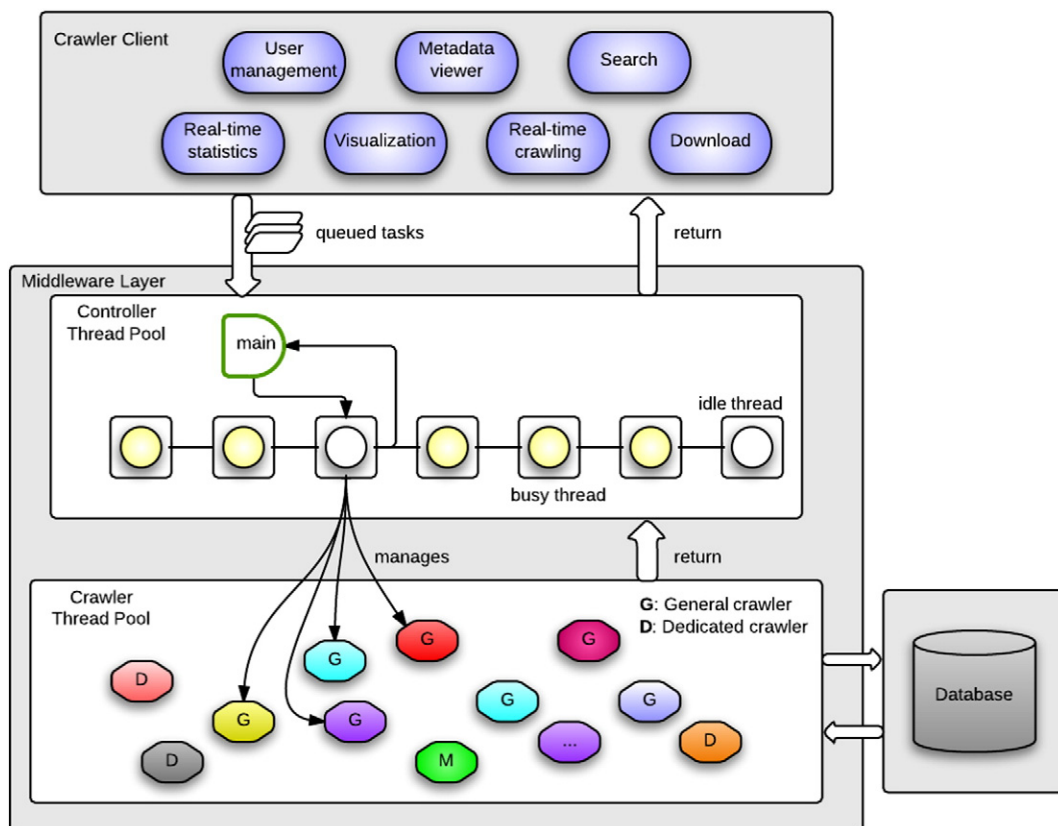 Crawler Client
User
management
Metadata
viewer
Search
Real-time
statistics
Visualization
Real-time
crawling
Download
queued tasks
return
Middleware Layer
Controller
Thread Pool
main
idle thread
busy thread
manages
return
Crawler
Thread Pool
G: General crawler
D: Dedicated crawler
G
G
G
D
G
G
G
G
D
M
...
D
Database